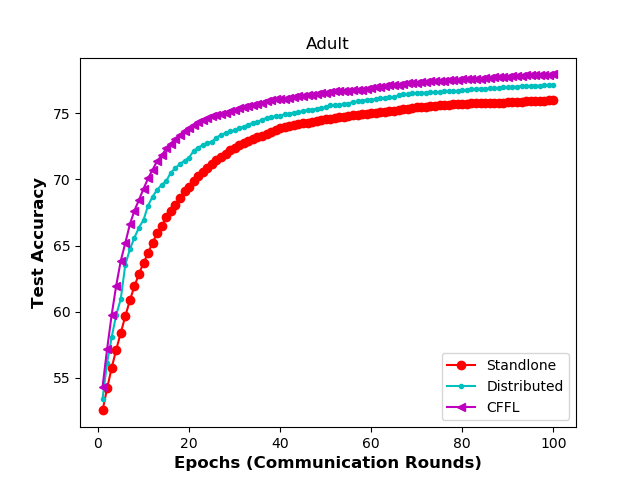 Adult
Test Accuracy
75
70
65
60
55
0 20 40 60 80 100
Epochs (Communication Rounds)
Standlone
Distributed
CFFL